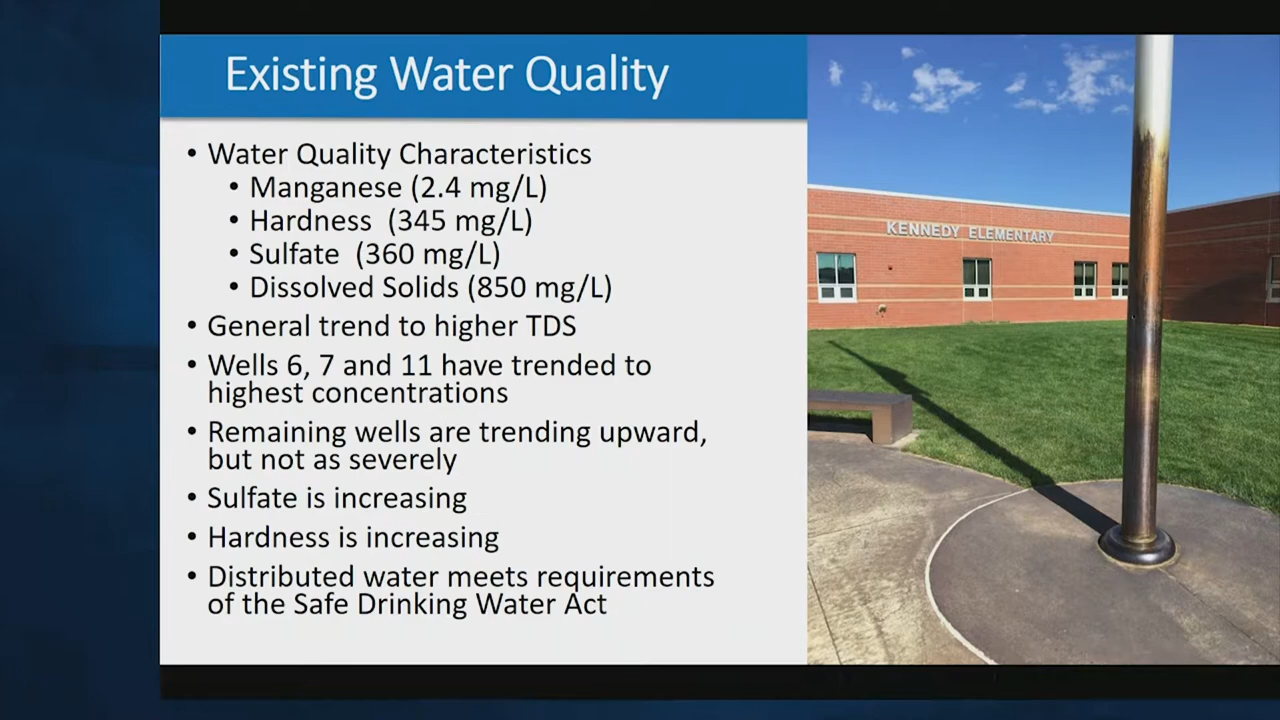 Existing Water Quality
• Water Quality Characteristics
• Manganese (2.4 mg/L)
• Hardness (345 mg/L)
• Sulfate (360 mg/L)
• Dissolved Solids (850 mg/L)
• General trend to higher TDS
• Wells 6, 7 and 11 have trended to
highest concentrations
• Remaining wells are trending upward,
but not as severely
• Sulfate is increasing
• Hardness is increasing
• Distributed water meets requirements
of the Safe Drinking Water Act
KENNEDY ELEMENTARY